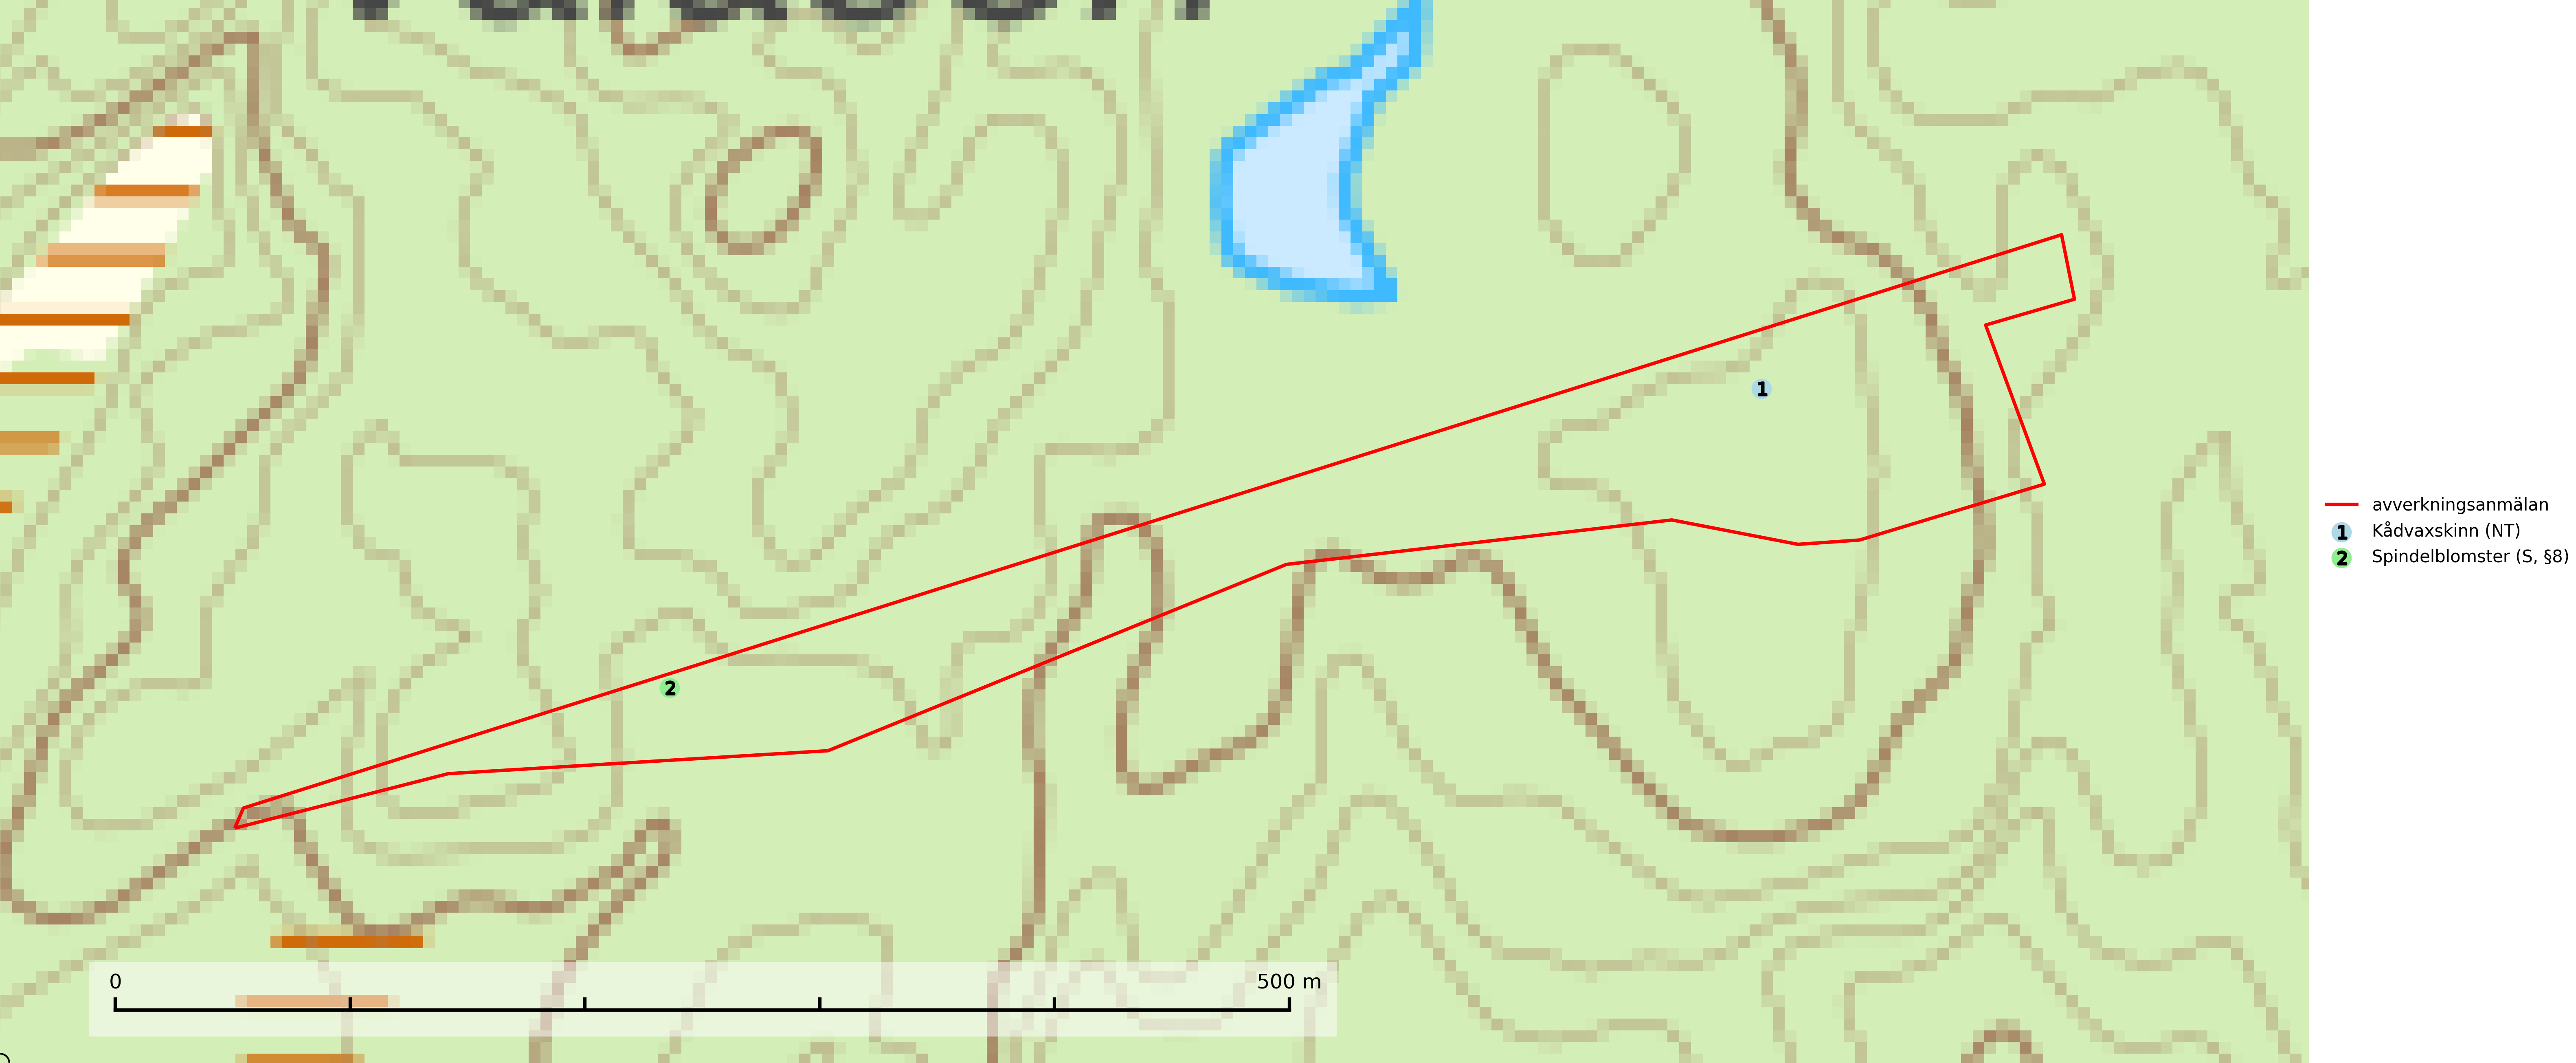 1
2
0 500 m
avverkningsanmälan
1 Kådvaxskinn (NT)
2 Spindelblomster (S, §8)